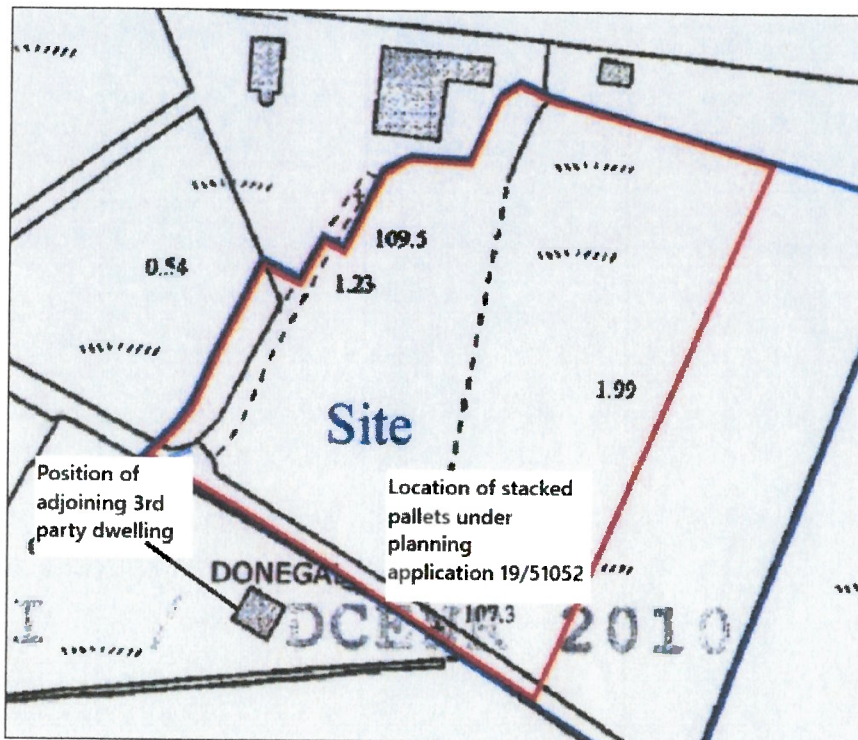 109.5
0.54
1.23
1.99
Site
Position of
adjoining 3rd
party dwelling
Location of stacked
pallets under
planning
application 19/51052
DONEGAL
107.3
DCENR 2010